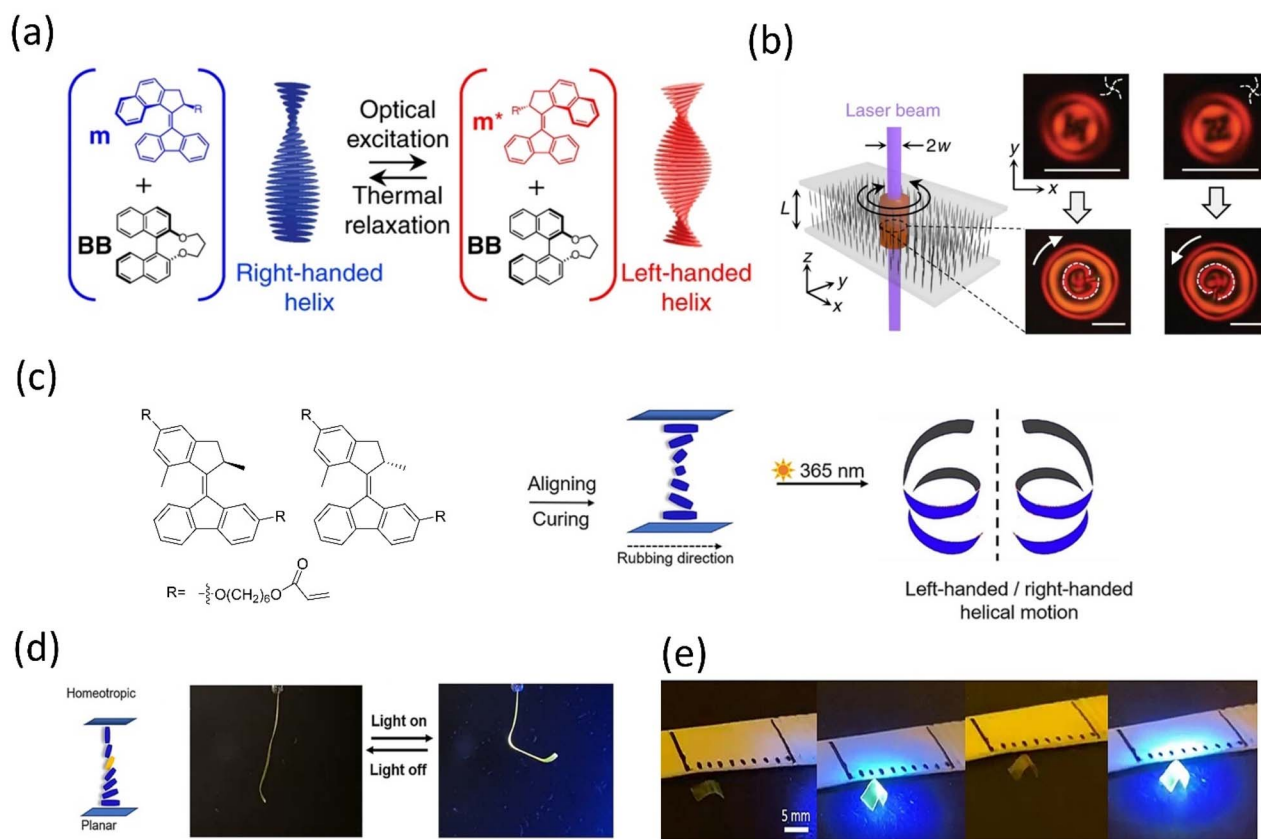 (a)
m
+
BB
R
Right-handed
helix
Optical
excitation
Thermal
relaxation
m*
+
BB
R
Left-handed
helix
O
O
O
O
(b)
Laser beam
2w
L
z
y
x
y
x
(c)
R
R
R
R
R=
O(CH2)6O
O
Aligning
Curing
Rubbing direction
365 nm
Left-handed / right-handed
helical motion
(d)
Homeotropic
Planar
Light on
Light off
(e)
5 mm